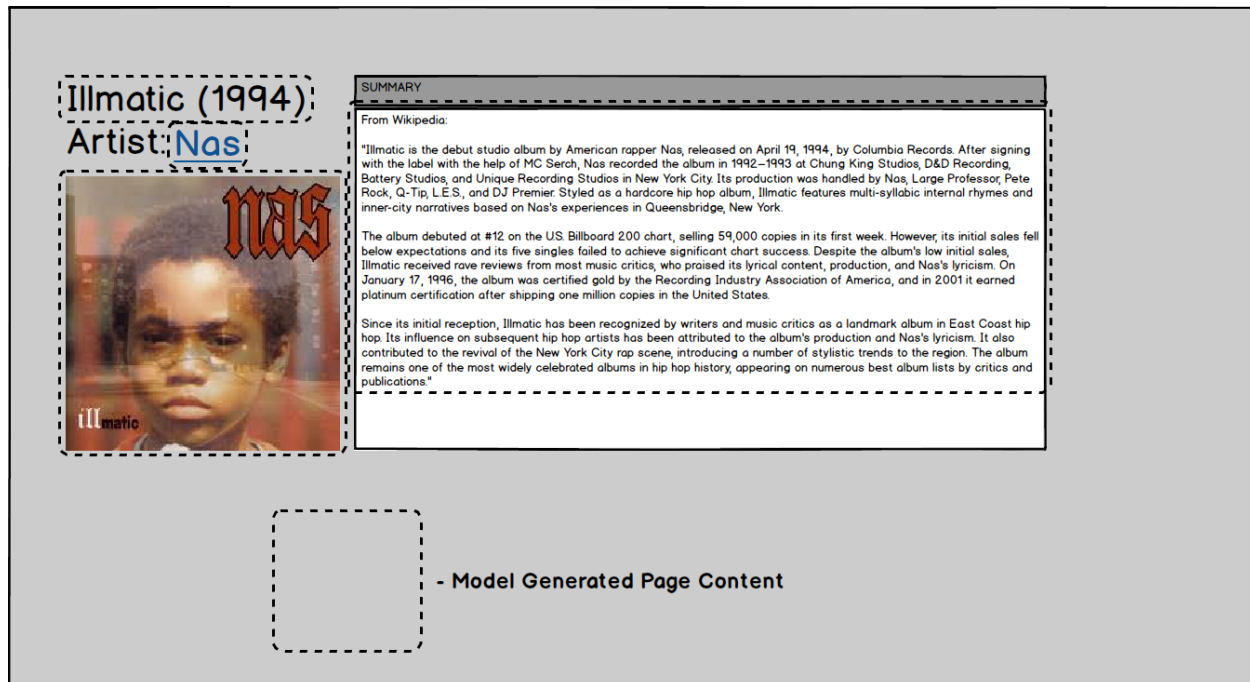 Illmatic (1994)
Artist: Nas
nas
illmatic
SUMMARY
From Wikipedia:
"Illmatic is the debut studio album by American rapper Nas, released on April 19, 1994, by Columbia Records. After signing
with the label with the help of MC Serch, Nas recorded the album in 1992–1993 at Chung King Studios, D&D Recording,
Battery Studios, and Unique Recording Studios in New York City. Its production was handled by Nas, Large Professor, Pete
Rock, Q-Tip, L.E.S., and DJ Premier. Styled as a hardcore hip hop album, Illmatic features multi-syllabic internal rhymes and
inner-city narratives based on Nas's experiences in Queensbridge, New York.
The album debuted at #12 on the U.S. Billboard 200 chart, selling 59,000 copies in its first week. However, its initial sales fell
below expectations and its five singles failed to achieve significant chart success. Despite the album's low initial sales,
Illmatic received rave reviews from most music critics, who praised its lyrical content, production, and Nas's lyricism. On
January 17, 1996, the album was certified gold by the Recording Industry Association of America, and in 2001 it earned
platinum certification after shipping one million copies in the United States.
Since its initial reception, Illmatic has been recognized by writers and music critics as a landmark album in East Coast hip
hop. Its influence on subsequent hip hop artists has been attributed to the album's production and Nas's lyricism. It also
contributed to the revival of the New York City rap scene, introducing a number of stylistic trends to the region. The album
remains one of the most widely celebrated albums in hip hop history, appearing on numerous best album lists by critics and
publications."
- Model Generated Page Content